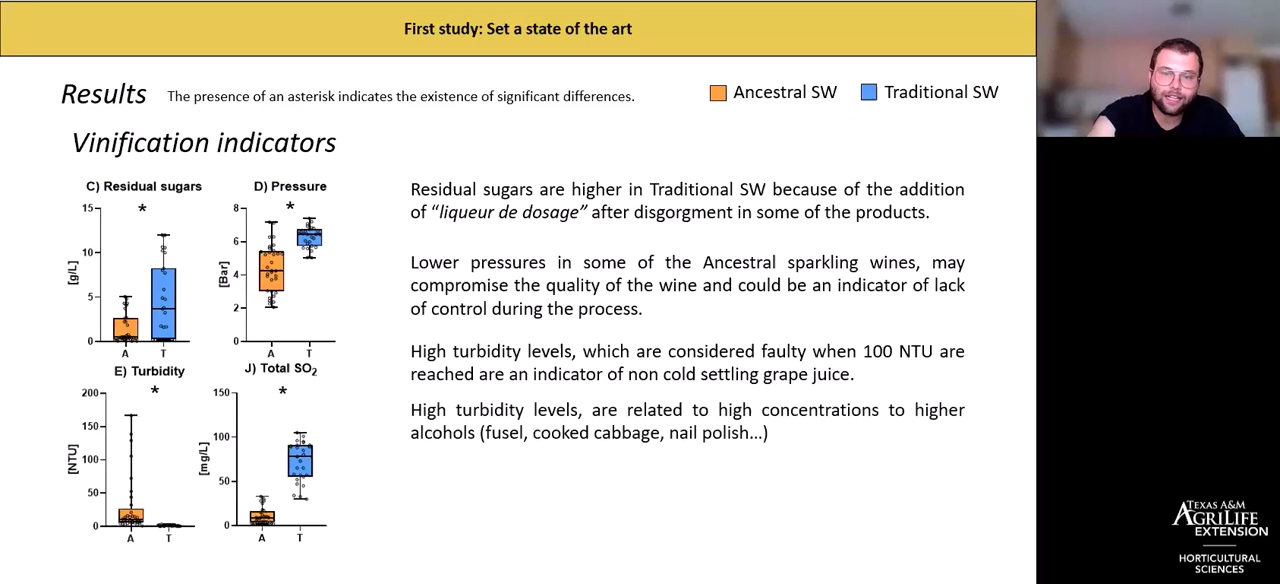 First study: Set a state of the art
Results The presence of an asterisk indicates the existence of significant differences.
Ancestral SW Traditional SW
Vinification indicators
C) Residual sugars
*
15
10
5
0
[g/L]
A T
D) Pressure
*
8
6
4
2
0
[Bar]
A T
E) Turbidity
*
200
150
100
50
0
[NTU]
A T
J) Total SO2
*
150
100
50
0
[mg/L]
A T
Residual sugars are higher in Traditional SW because of the addition
of “liqueur de dosage” after disgorgment in some of the products.
Lower pressures in some of the Ancestral sparkling wines, may
compromise the quality of the wine and could be an indicator of lack
of control during the process.
High turbidity levels, which are considered faulty when 100 NTU are
reached are an indicator of non cold settling grape juice.
High turbidity levels, are related to high concentrations to higher
alcohols (fusel, cooked cabbage, nail polish…)
TEXAS A&M
AGRILIFE
EXTENSION
HORTICULTURAL
SCIENCES